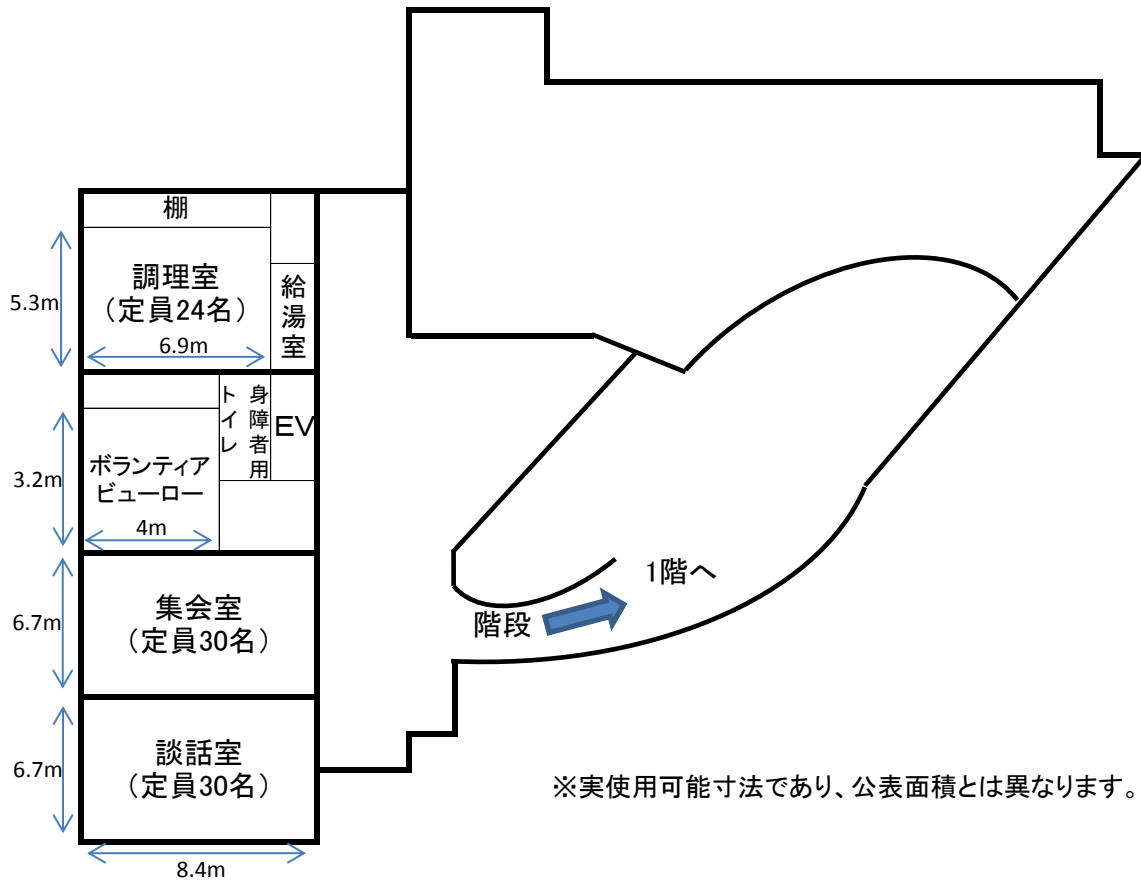 棚
5.3m
調理室
（定員24名）
6.9m
給湯室
3.2m
ボランティア
ビューロー
4m
身障者用
トイレ
EV
6.7m
集会室
（定員30名）
階段
1階へ
6.7m
談話室
（定員30名）
8.4m
※実使用可能寸法であり、公表面積とは異なります。